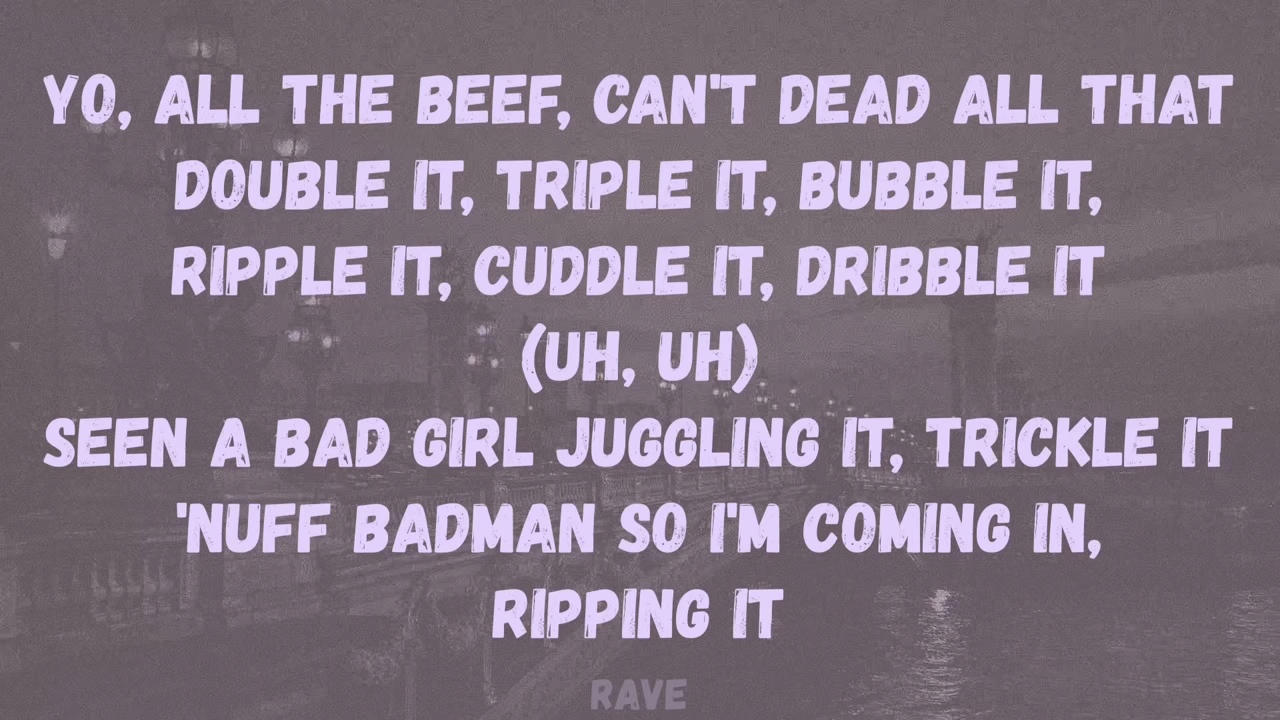 YO, ALL THE BEEF, CAN'T DEAD ALL THAT
DOUBLE IT, TRIPLE IT, BUBBLE IT,
RIPPLE IT, CUDDLE IT, DRIBBLE IT
(UH, UH)
SEEN A BAD GIRL JUGGLING IT, TRICKLE IT
'NUFF BADMAN SO I'M COMING IN,
RIPPING IT
RAVE